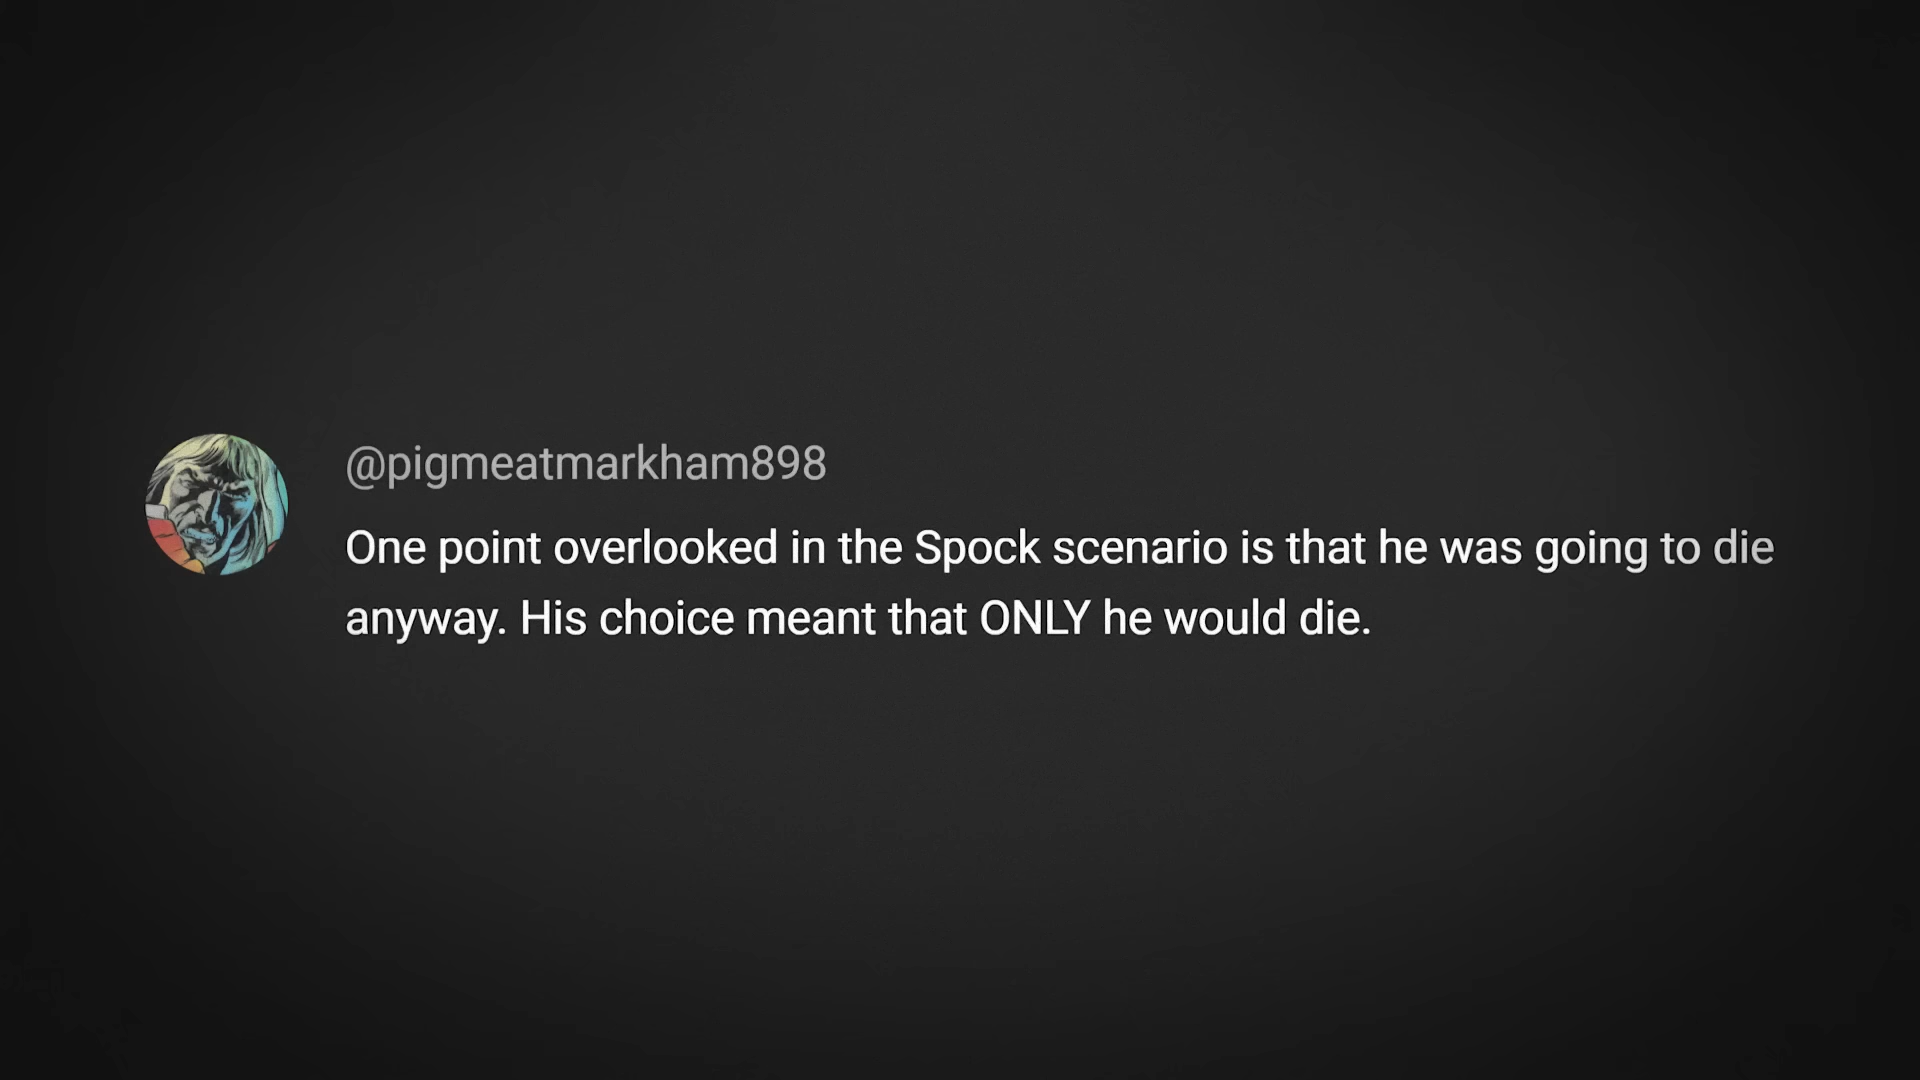 @pigmeatmarkham898
One point overlooked in the Spock scenario is that he was going to die
anyway. His choice meant that ONLY he would die.